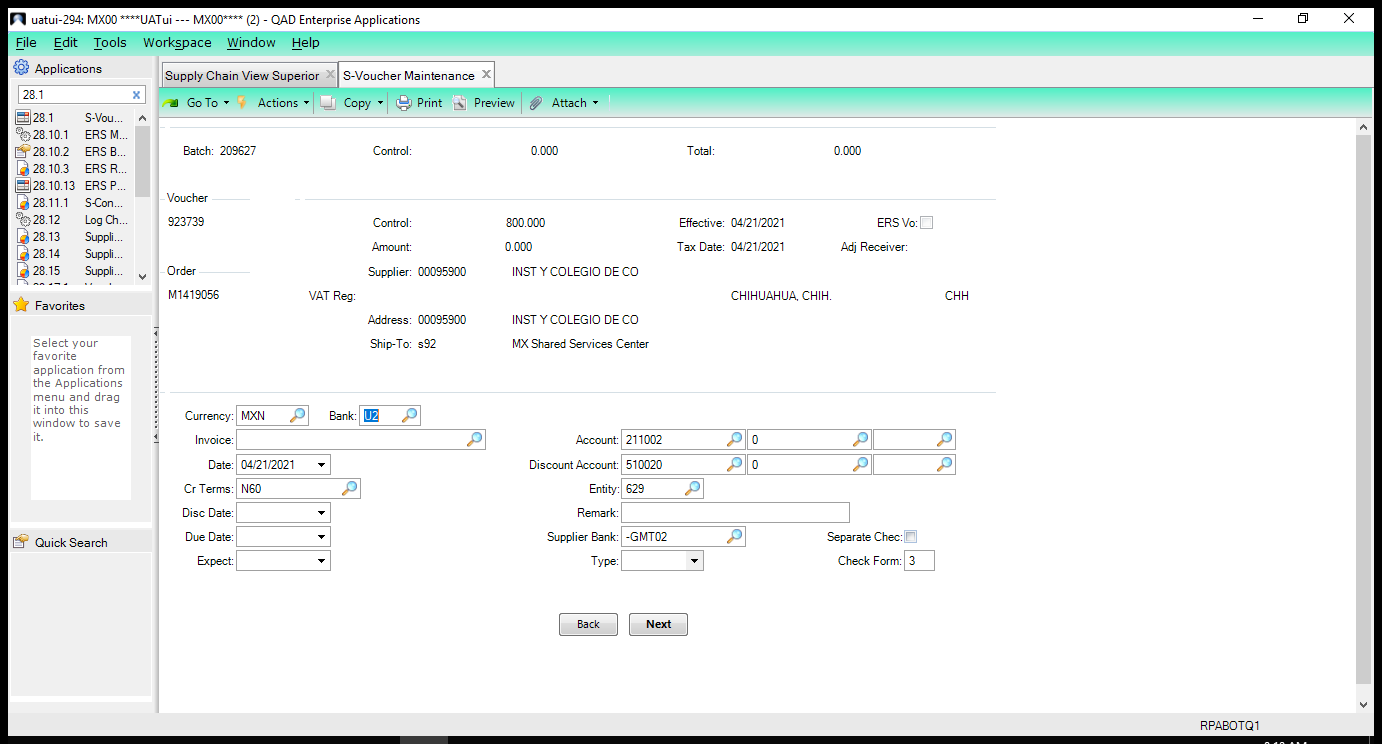 uatui-294: MX00 ****UATui --- MX00**** (2) - QAD Enterprise Applications
File Edit Tools Workspace Window Help
Applications
28.1
28.1 S-Vou...
28.10.1 ERS M...
28.10.2 ERS B...
28.10.3 ERS R...
28.10.13 ERS P...
28.11.1 S-Con...
28.12 Log Ch...
28.13 Suppli...
28.14 Suppli...
28.15 Suppli...
Favorites
Select your
favorite
application from
the Applications
menu and drag
it into this
window to save
it.
Quick Search
Supply Chain View Superior S-Voucher Maintenance
Go To Actions Copy Print Preview Attach
Batch: 209627 Control: 0.000 Total: 0.000
Voucher
923739 Control: 800.000 Effective: 04/21/2021 ERS Vo:
Amount: 0.000 Tax Date: 04/21/2021 Adj Receiver:
Order Supplier: 00095900 INST Y COLEGIO DE CO
M1419056 VAT Reg: CHIHUAHUA, CHIH. CHH
Address: 00095900 INST Y COLEGIO DE CO
Ship-To: s92 MX Shared Services Center
Currency: MXN Bank: U2
Invoice: Account: 211002 0
Date: 04/21/2021 Discount Account: 510020 0
Cr Terms: N60 Entity: 629
Disc Date: Remark:
Due Date: Supplier Bank: -GMT02 Separate Chec:
Expect: Type: Check Form: 3
Back Next
RPABOTQ1